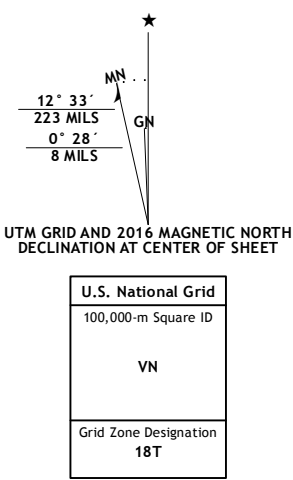 ★
MN
GN
12° 33´
223 MILS
0° 28´
8 MILS
UTM GRID AND 2016 MAGNETIC NORTH
DECLINATION AT CENTER OF SHEET
U.S. National Grid
100,000-m Square ID
VN
Grid Zone Designation
18T